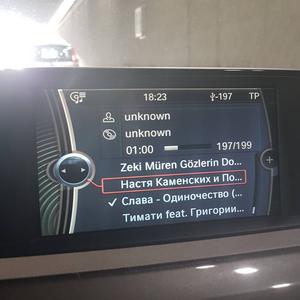 18:23 -197 TP
unknown
unknown
01:00 197/199
Zeki Müren Gözlerin Do...
Настя Каменских и По...
Слава - Одиночество (...
Тимати feat. Григории...